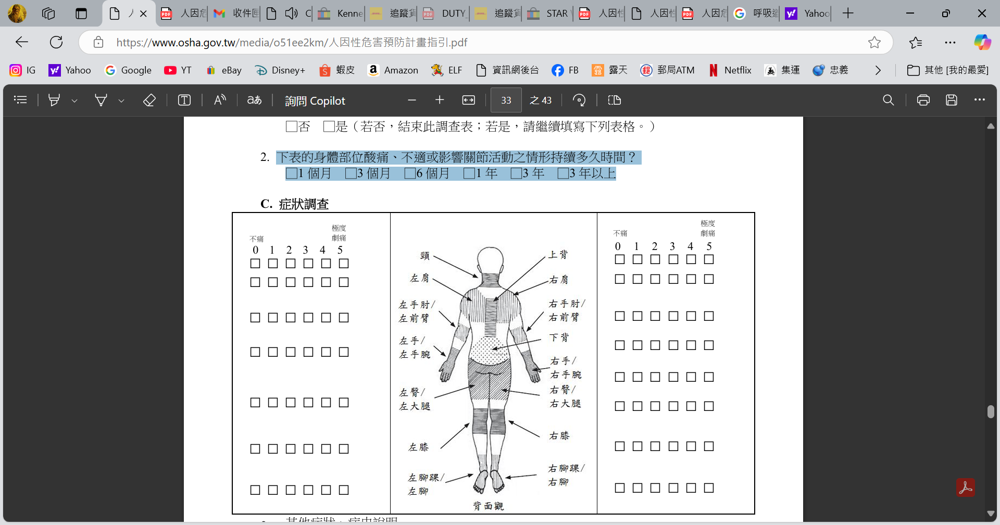 人因危
收件匣
C
Kenne
追蹤貨
DUTY_
追蹤貨
STAR
人因性
人因性
人因危
呼吸道
Yahoo
https://www.osha.gov.tw/media/o51ee2km/人因性危害預防計畫指引.pdf
IG
Yahoo
Google
YT
eBay
Disney+
蝦皮
Amazon
ELF
資訊網後台
FB
露天
郵局ATM
Netflix
集運
忠義
其他 [我的最愛]
詢問 Copilot
33
之 43
□否 □是（若否，結束此調查表；若是，請繼續填寫下列表格。）
2. 下表的身體部位酸痛、不適或影響關節活動之情形持續多久時間？
□1 個月 □3 個月 □6 個月 □1 年 □3 年 □3 年以上
C. 症狀調查
不痛
極度
劇痛
0 1 2 3 4 5
頸
左肩
左手肘/
左前臂
左手/
左手腕
左臀/
左大腿
左膝
左腳踝/
左腳
上背
右肩
右手肘/
右前臂
下背
右手/
右手腕
右臀/
右大腿
右膝
右腳踝/
右腳
背面觀
不痛
極度
劇痛
0 1 2 3 4 5
其他症狀、病史說明